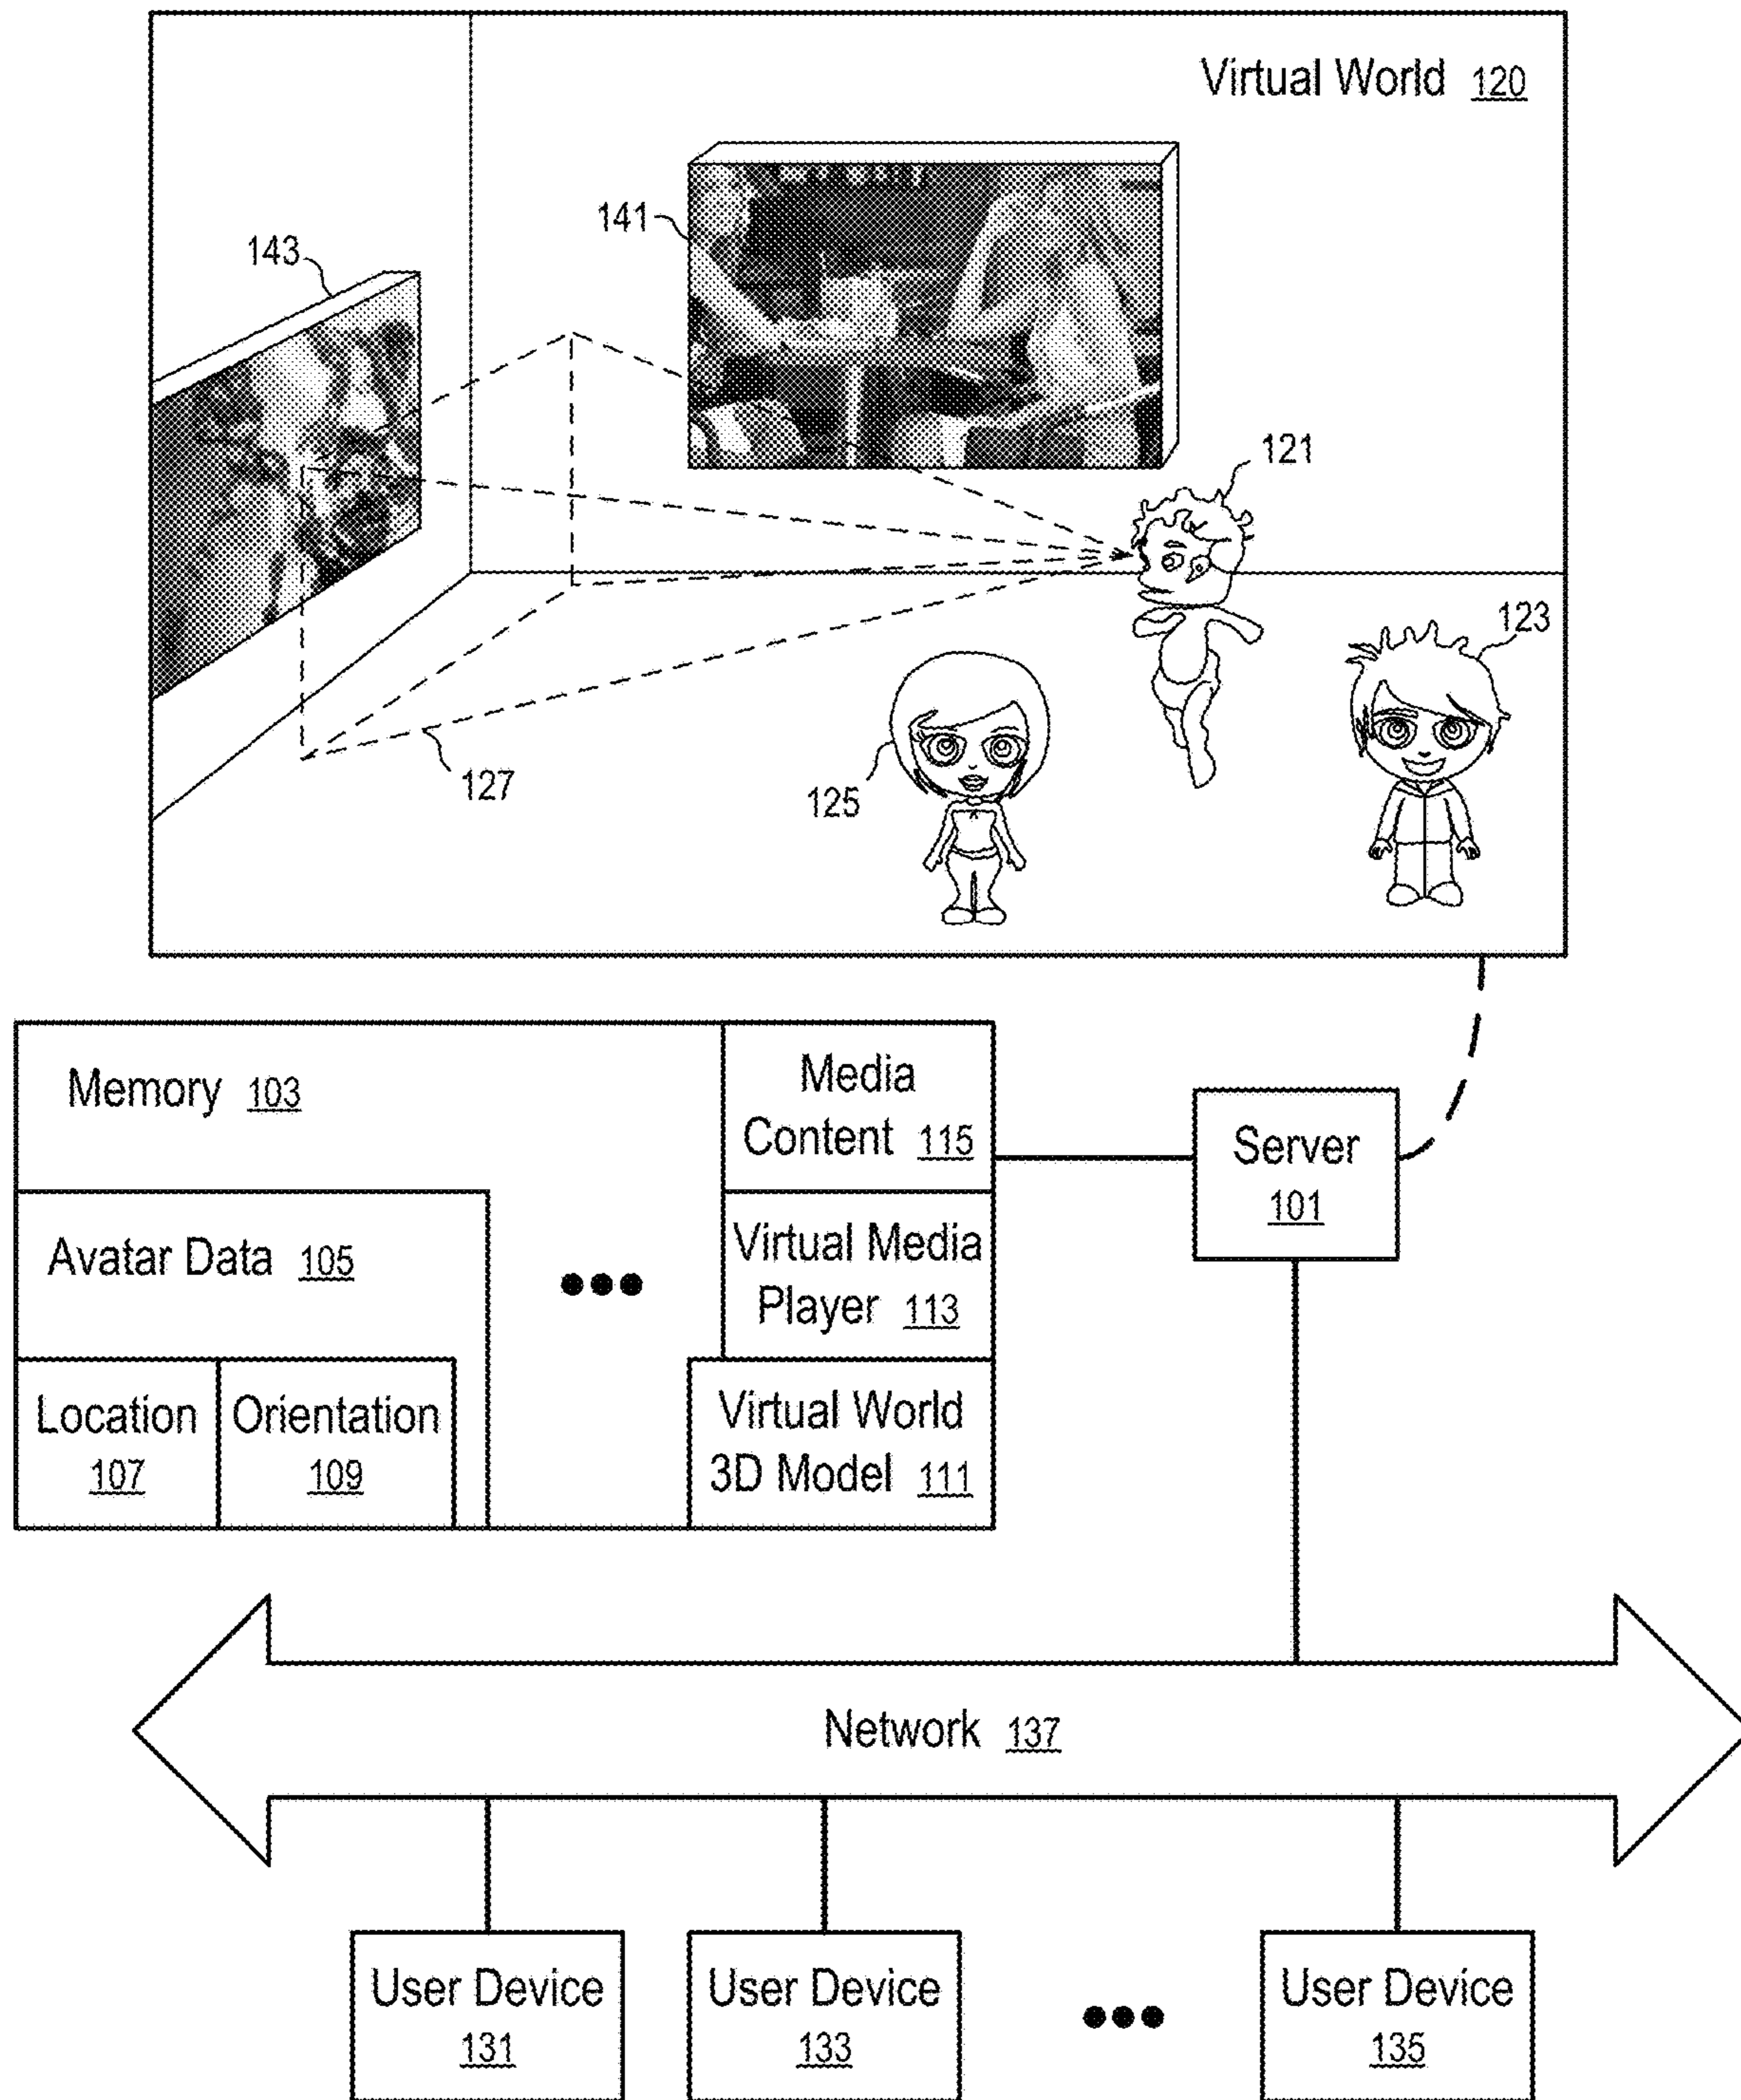 Virtual World 120
141
143
121
123
127
125
Memory 103
Media
Content 115
Server
101
Avatar Data 105
Virtual Media
Player 113
Location
107
Orientation
109
Virtual World
3D Model 111
Network 137
User Device
131
User Device
133
User Device
135